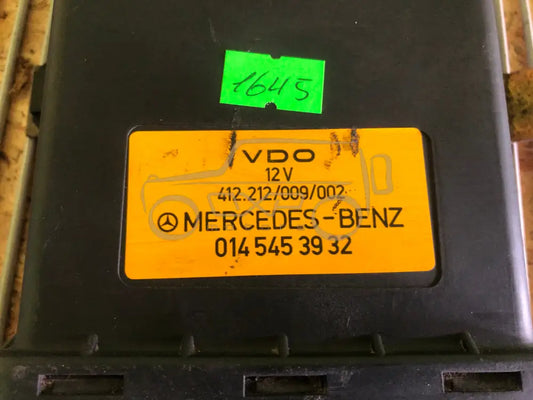 1645
VDO
12 V
412.212/009/002
MERCEDES-BENZ
014 545 39 32